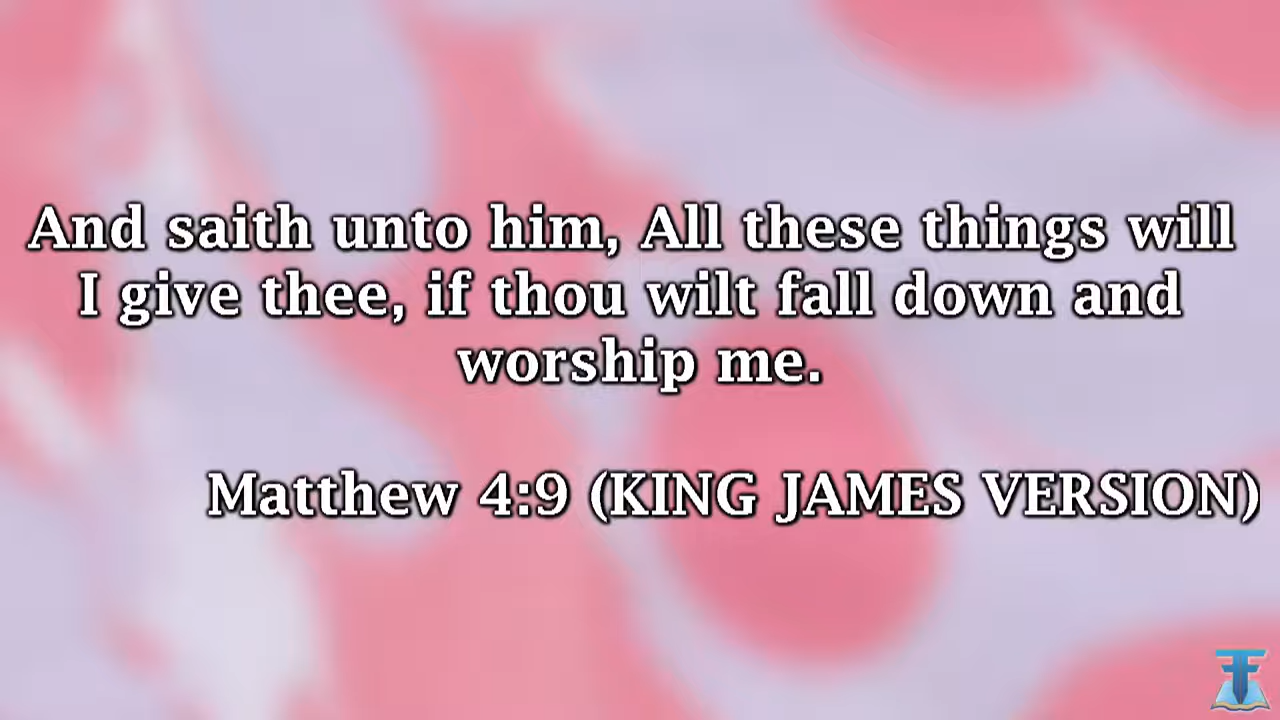 And saith unto him, All these things will
I give thee, if thou wilt fall down and
worship me.
Matthew 4:9 (KING JAMES VERSION)